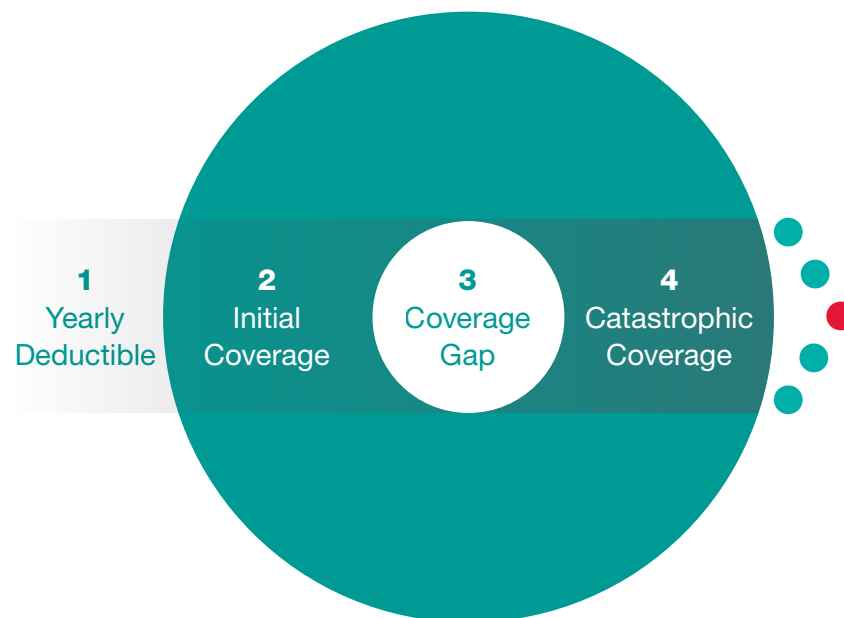 1
Yearly
Deductible
2
Initial
Coverage
3
Coverage
Gap
4
Catastrophic
Coverage